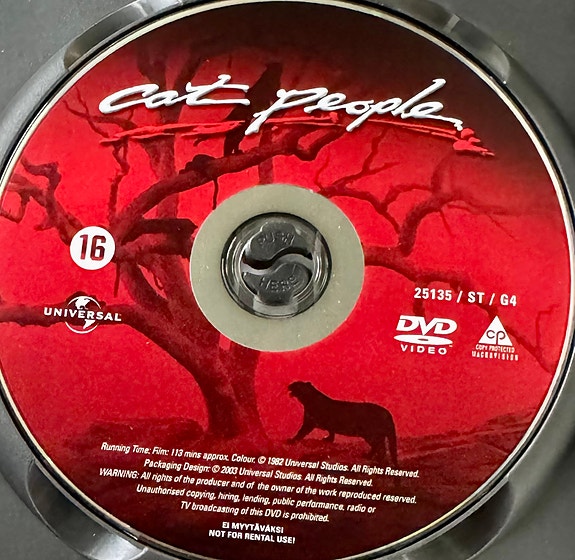 cat people
16
UNIVERSAL
PUSH
HERE
25135 / ST / G4
DVD
VIDEO
CP
COPY PROTECTED
MACROVISION
Running Time: Film: 113 mins approx. Colour. © 1982 Universal Studios. All Rights Reserved.
Packaging Design: © 2003 Universal Studios. All Rights Reserved.
WARNING: All rights of the producer and of the owner of the work reproduced reserved.
Unauthorised copying, hiring, lending, public performance, radio or
TV broadcasting of this DVD is prohibited.
EI MYYTÄVÄKSI
NOT FOR RENTAL USE!